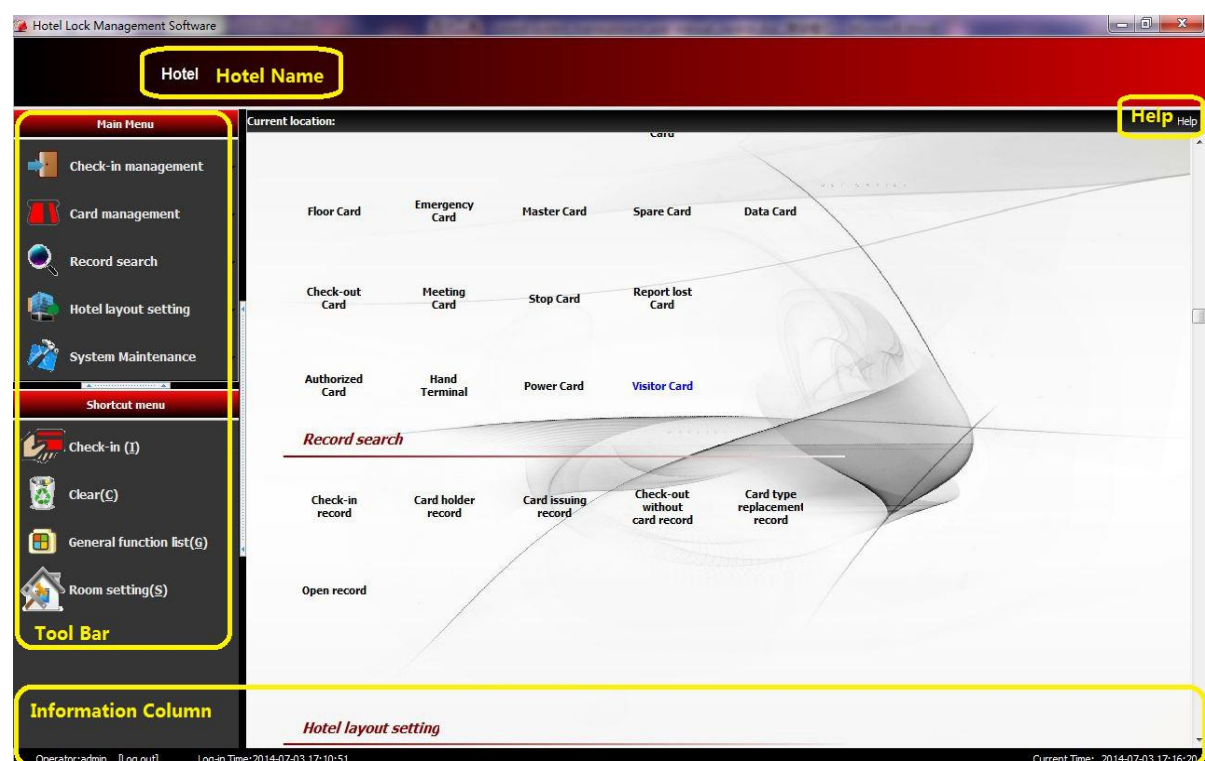 Hotel Lock Management Software
Hotel Hotel Name
Main Menu
Current location:
Help Help
Card
Check-in management
Card management
Record search
Hotel layout setting
System Maintenance
Floor Card
Emergency
Card
Master Card
Spare Card
Data Card
Check-out
Card
Meeting
Card
Stop Card
Report lost
Card
Authorized
Card
Hand
Terminal
Power Card
Visitor Card
Shortcut menu
Check-in (I)
Clear(C)
General function list(G)
Room setting(S)
Tool Bar
Record search
Check-in
record
Card holder
record
Card issuing
record
Check-out
without
card record
Card type
replacement
record
Open record
Information Column
Hotel layout setting
Operator:admin [Log out] Log-in Time:2014-07-03 17:10:51 Current Time: 2014-07-03 17:16:20